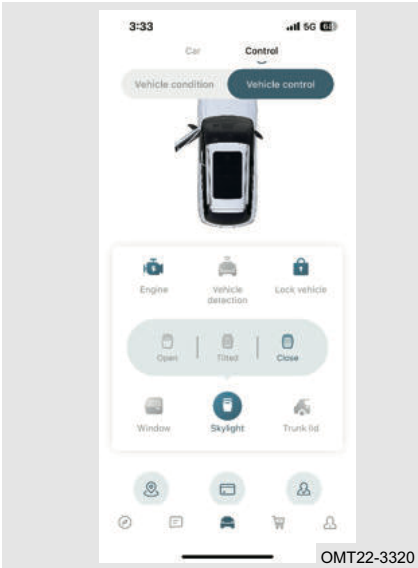 3:33 5G 68
Car Control
Vehicle condition Vehicle control
Engine Vehicle detection Lock vehicle
Open Tilted Close
Window Skylight Trunk lid
OMT22-3320